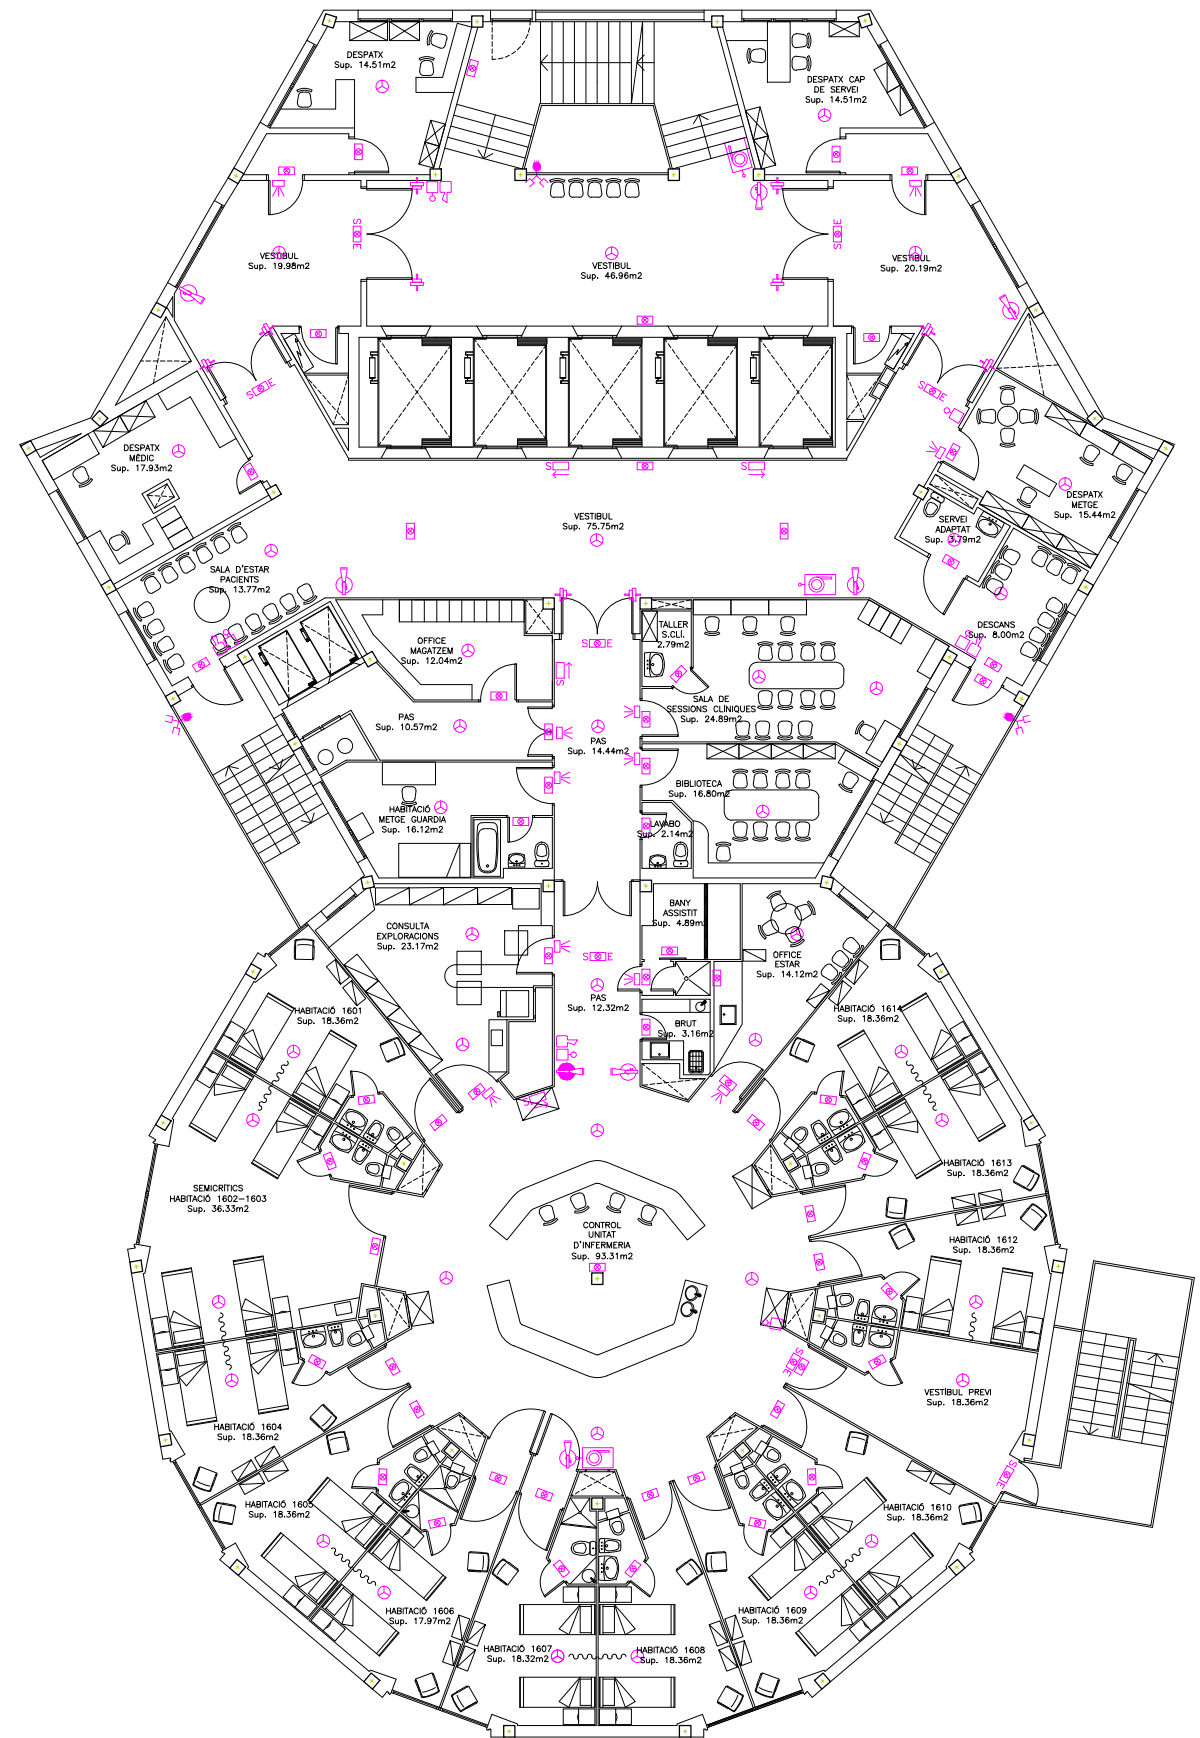 DESPATX
Sup. 14.51m2
DESPATX CAP
DE SERVEI
Sup. 14.51m2
VESTIBUL
Sup. 19.98m2
S
E
VESTIBUL
Sup. 46.96m2
S
E
VESTIBUL
Sup. 20.19m2
S
E
S
E
DESPATX
MÈDIC
Sup. 17.93m2
S
S
DESPATX
METGE
Sup. 15.44m2
VESTIBUL
Sup. 75.75m2
SERVEI
ADAPTAT
Sup. 3.79m2
SALA D'ESTAR
PACIENTS
Sup. 13.77m2
DESCANS
Sup. 8.00m2
OFFICE
MAGATZEM
Sup. 12.04m2
S
E
S
TALLER
S.CLÍ.
2.79m2
SALA DE
SESSIONS CLÍNIQUES
Sup. 24.89m2
PAS
Sup. 10.57m2
PAS
Sup. 14.44m2
BIBLIOTECA
Sup. 16.80m2
HABITACIÓ
METGE GUARDIA
Sup. 16.12m2
LAVABO
Sup. 2.14m2
CONSULTA
EXPLORACIONS
Sup. 23.17m2
BANY
ASSISTIT
Sup. 4.89m2
OFFICE
ESTAR
Sup. 14.12m2
S
E
PAS
Sup. 12.32m2
BRUT
Sup. 3.16m2
HABITACIÓ 1601
Sup. 18.36m2
HABITACIÓ 1614
Sup. 18.36m2
SEMICRÍTICS
HABITACIÓ 1602-1603
Sup. 36.33m2
HABITACIÓ 1613
Sup. 18.36m2
CONTROL
UNITAT
D'INFERMERIA
Sup. 93.31m2
HABITACIÓ 1612
Sup. 18.36m2
S
E
VESTÍBUL PREVI
Sup. 18.36m2
HABITACIÓ 1604
Sup. 18.36m2
S
E
HABITACIÓ 1605
Sup. 18.36m2
HABITACIÓ 1610
Sup. 18.36m2
HABITACIÓ 1606
Sup. 17.97m2
HABITACIÓ 1609
Sup. 18.36m2
HABITACIÓ 1607
Sup. 18.32m2
HABITACIÓ 1608
Sup. 18.36m2